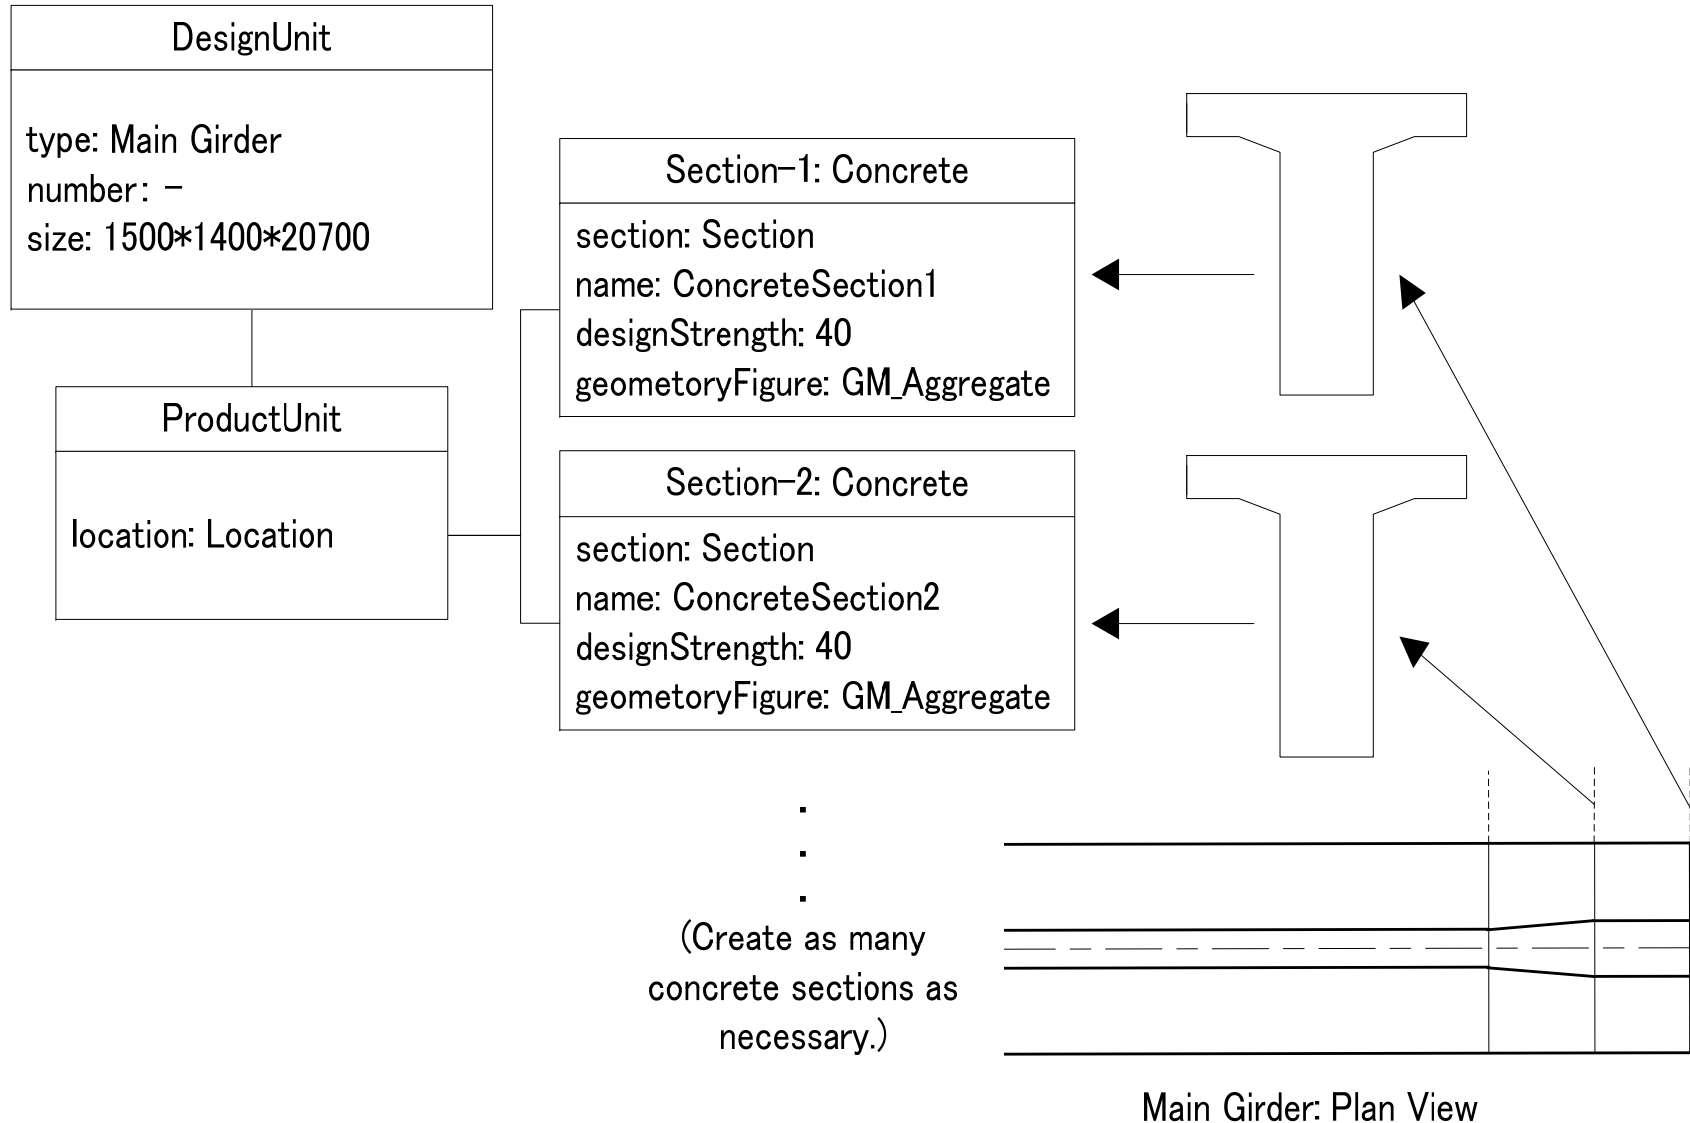 DesignUnit
type: Main Girder
number: -
size: 1500*1400*20700
ProductUnit
location: Location
Section-1: Concrete
section: Section
name: ConcreteSection1
designStrength: 40
geometoryFigure: GM_Aggregate
Section-2: Concrete
section: Section
name: ConcreteSection2
designStrength: 40
geometoryFigure: GM_Aggregate
.
.
.
(Create as many
concrete sections as
necessary.)
Main Girder: Plan View